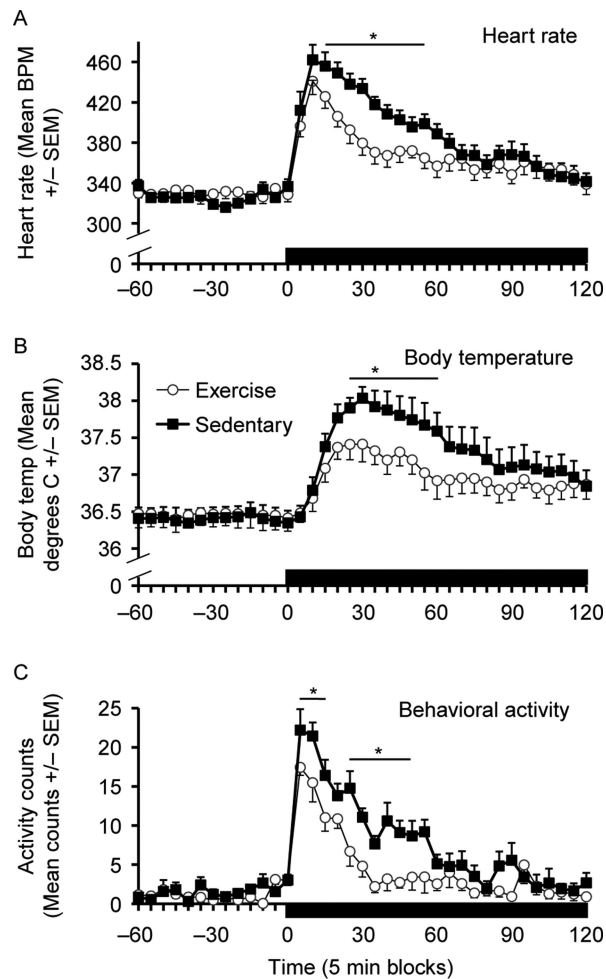 A
Heart rate
Heart rate (Mean BPM
+/− SEM)
460
420
380
340
300
0
*
−60 −30 0 30 60 90 120
B
Body temperature
Body temp (Mean
degrees C +/− SEM)
38.5
38
37.5
37
36.5
36
0
*
Exercise
Sedentary
−60 −30 0 30 60 90 120
C
Behavioral activity
Activity counts
(Mean counts +/− SEM)
25
20
15
10
5
0
*
*
−60 −30 0 30 60 90 120
Time (5 min blocks)